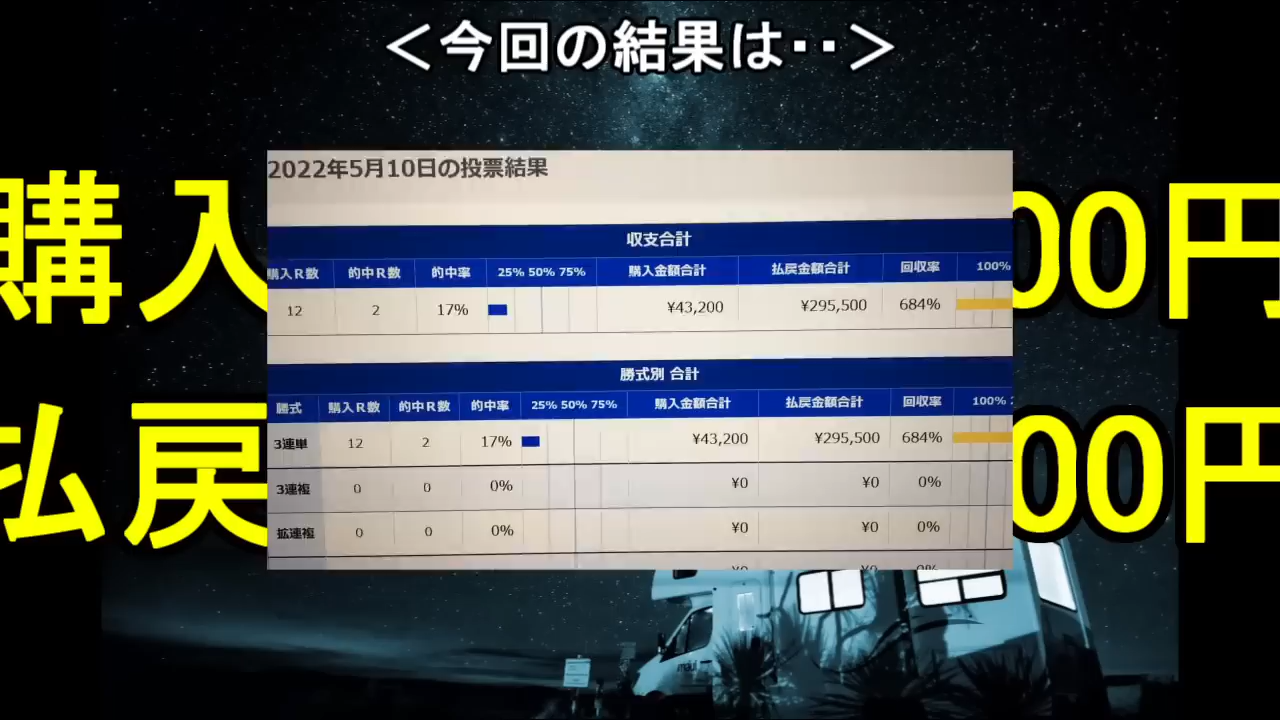 ＜今回の結果は‥＞
購入
00円
払戻
00円
2022年5月10日の投票結果
収支合計
購入Ｒ数 的中Ｒ数 的中率 25% 50% 75% 購入金額合計 払戻金額合計 回収率 100%
12 2 17% ¥43,200 ¥295,500 684%
勝式別 合計
勝式 購入Ｒ数 的中Ｒ数 的中率 25% 50% 75% 購入金額合計 払戻金額合計 回収率 100%
3連単 12 2 17% ¥43,200 ¥295,500 684%
3連複 0 0 0% ¥0 ¥0 0%
拡連複 0 0 0% ¥0 ¥0 0%
¥0 ¥0 0%
maui